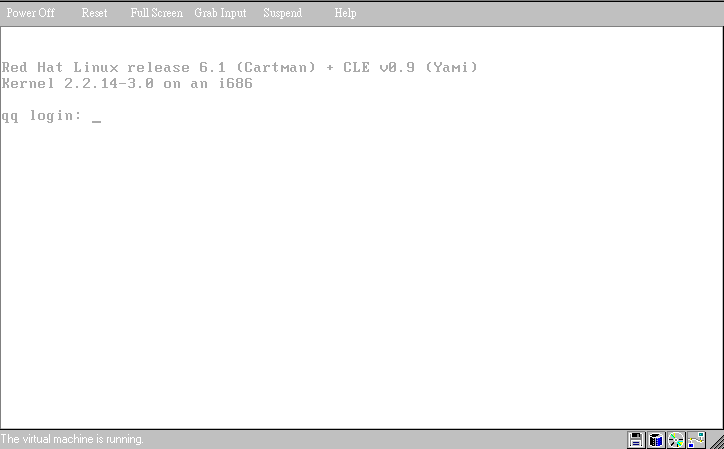 Power Off Reset Full Screen Grab Input Suspend Help
Red Hat Linux release 6.1 (Cartman) + CLE v0.9 (Yami)
Kernel 2.2.14-3.0 on an i686
qq login: _
The virtual machine is running.